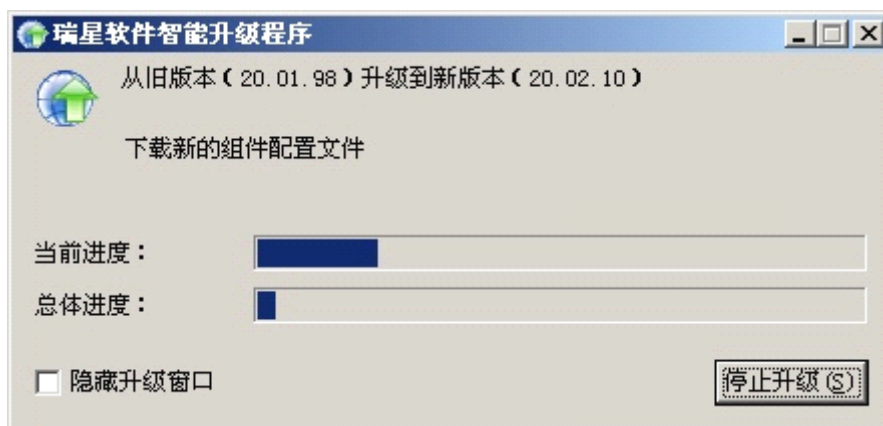 瑞星软件智能升级程序
从旧版本(20.01.98)升级到新版本(20.02.10)
下载新的组件配置文件
当前进度：
总体进度：
隐藏升级窗口
停止升级(S)